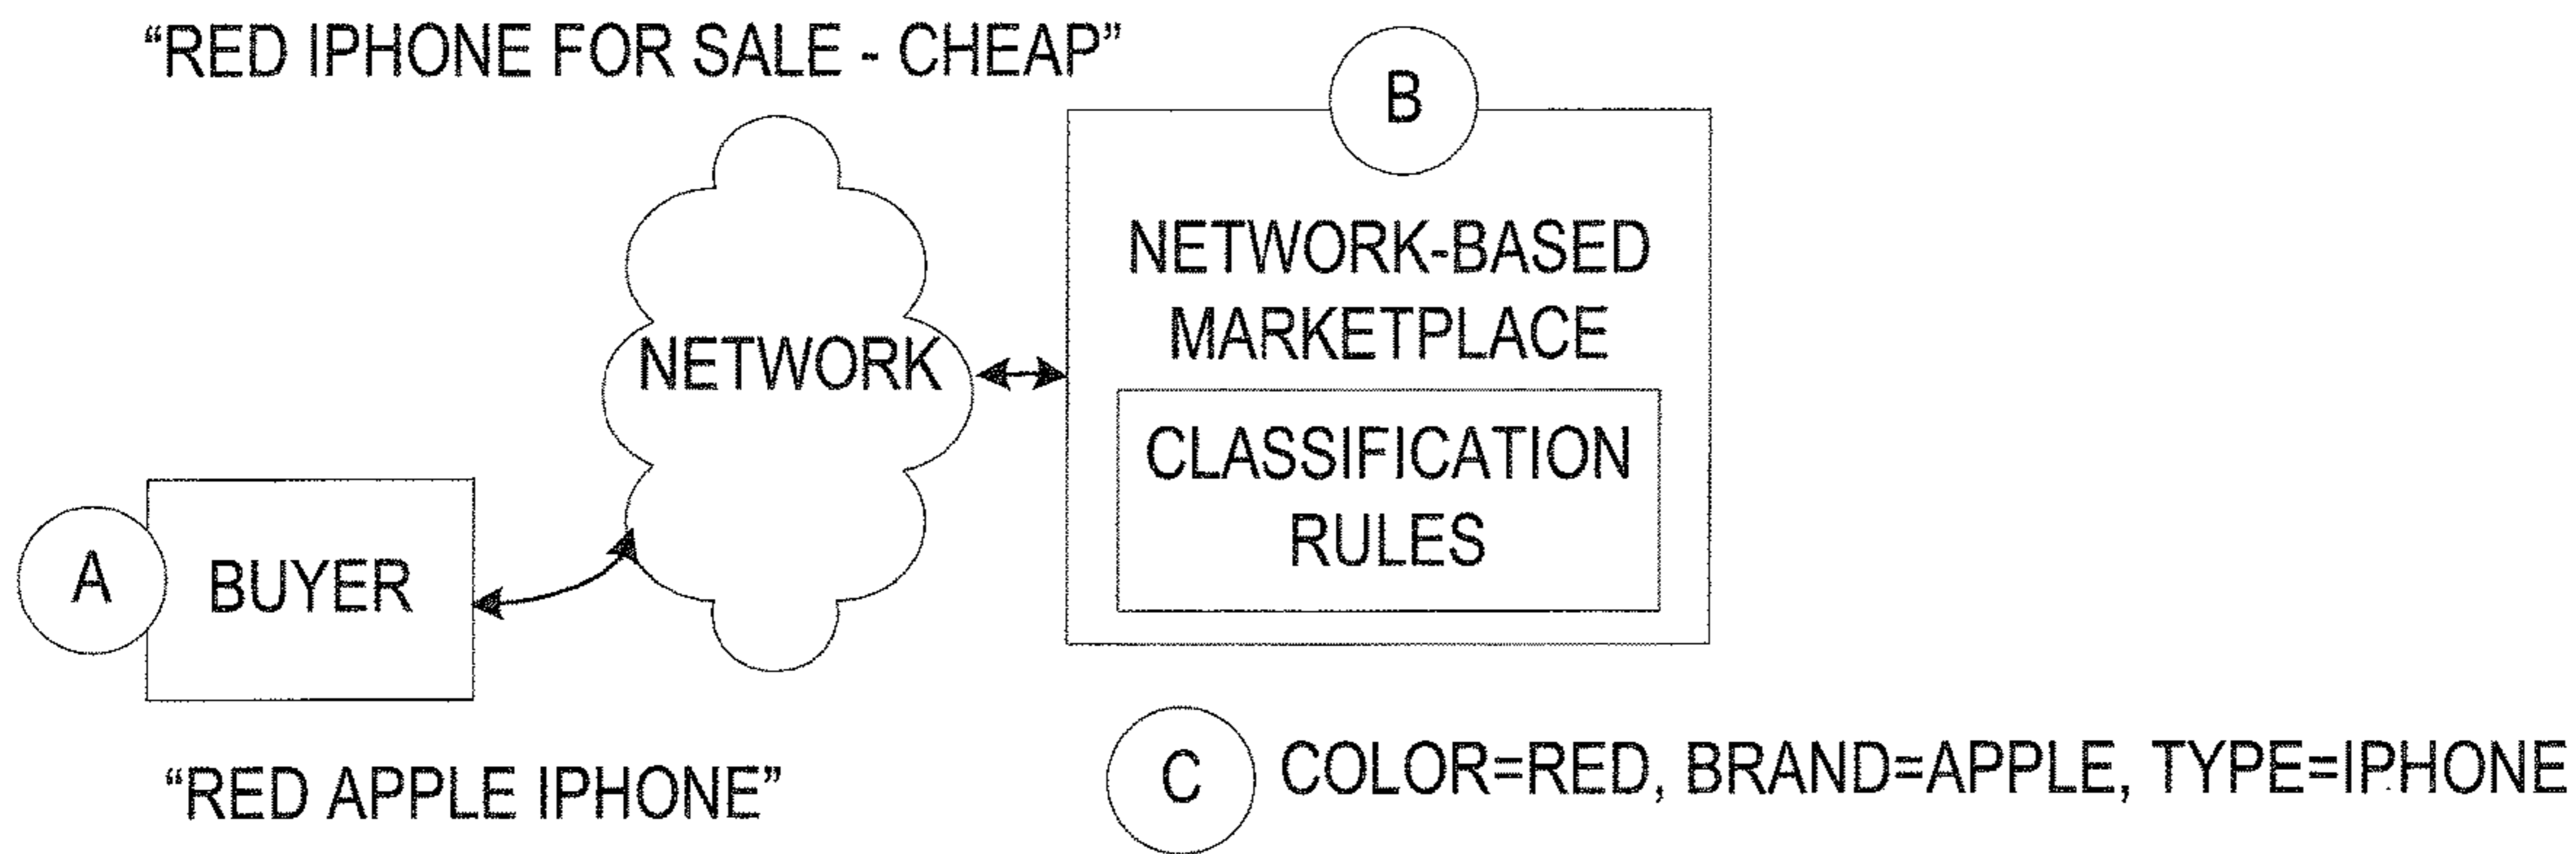 “RED IPHONE FOR SALE - CHEAP”
B
NETWORK-BASED
MARKETPLACE
NETWORK
CLASSIFICATION
RULES
A
BUYER
“RED APPLE IPHONE”
C
COLOR=RED, BRAND=APPLE, TYPE=IPHONE